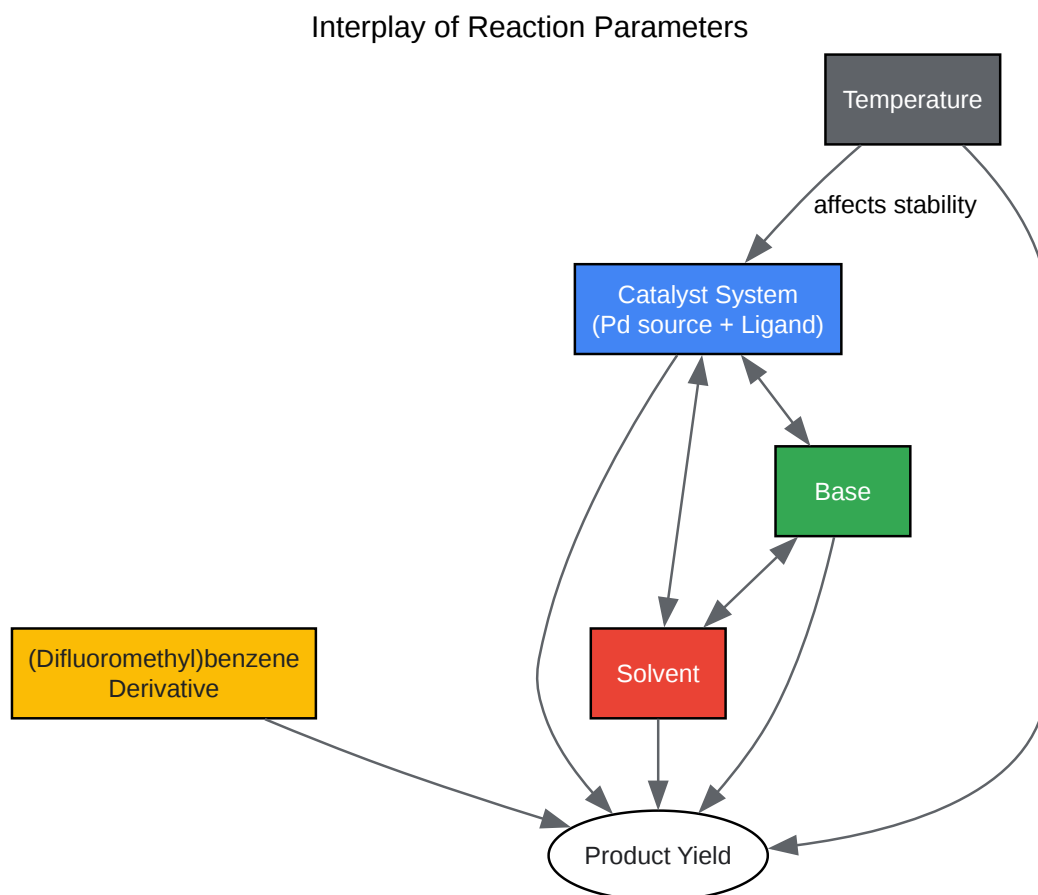 Interplay of Reaction Parameters
Temperature
affects stability
Catalyst System
(Pd source + Ligand)
Base
(Difluoromethyl)benzene
Derivative
Solvent
Product Yield